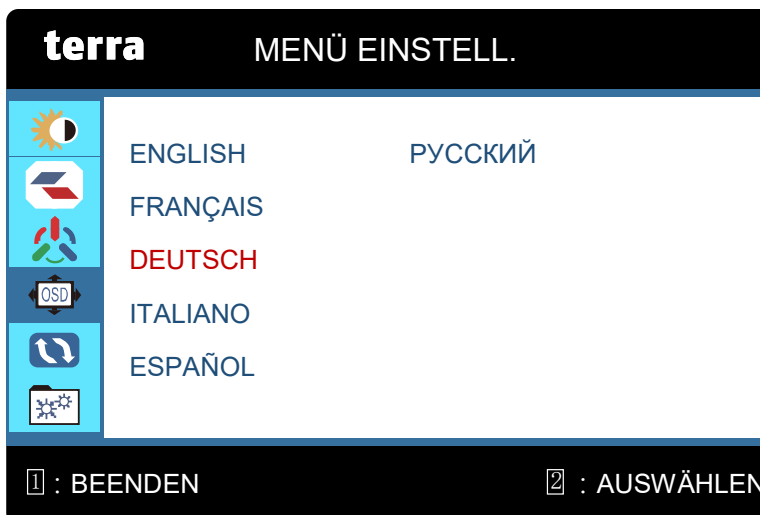 terra MENÜ EINSTELL.
ENGLISH РУССКИЙ
FRANÇAIS
DEUTSCH
OSD
ITALIANO
ESPAÑOL
1 : BEENDEN 2 : AUSWÄHLEN